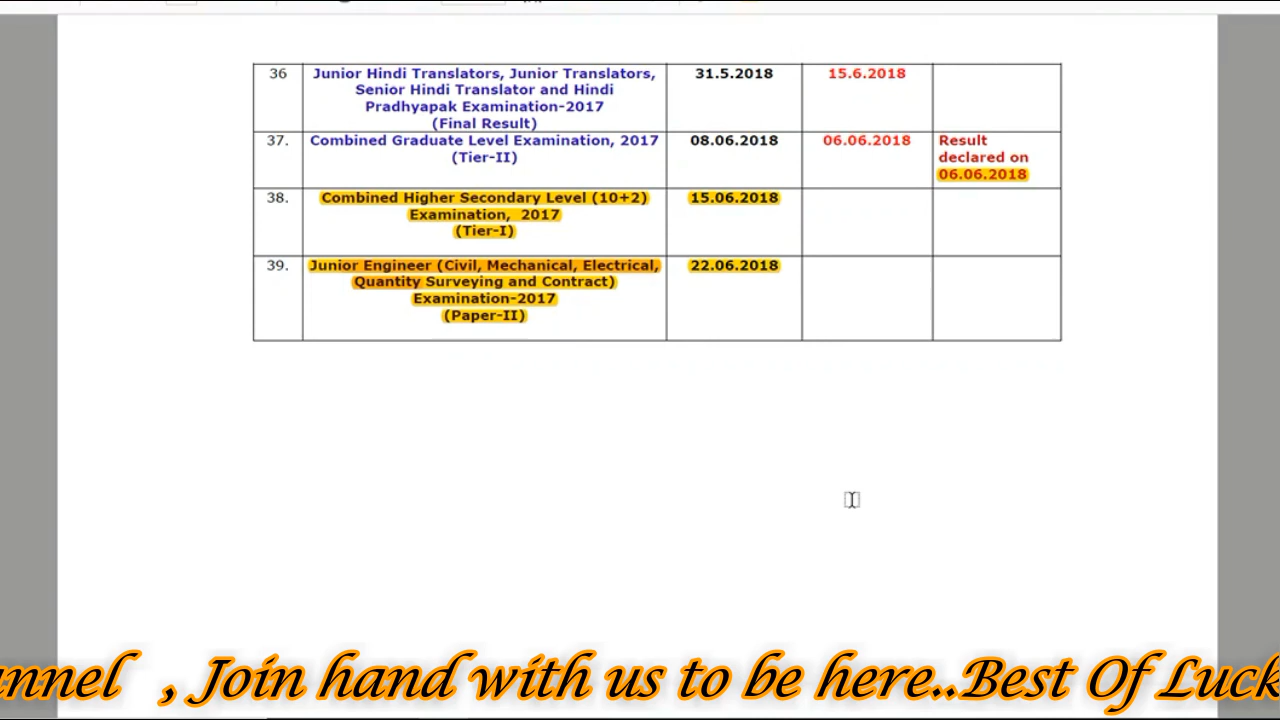 36 Junior Hindi Translators, Junior Translators, 31.5.2018 15.6.2018
Senior Hindi Translator and Hindi
Pradhyapak Examination-2017
(Final Result)
37. Combined Graduate Level Examination, 2017 08.06.2018 06.06.2018 Result
(Tier-II) declared on
06.06.2018
38. Combined Higher Secondary Level (10+2) 15.06.2018
Examination, 2017
(Tier-I)
39. Junior Engineer (Civil, Mechanical, Electrical, 22.06.2018
Quantity Surveying and Contract)
Examination-2017
(Paper-II)
annel , Join hand with us to be here..Best Of Luck